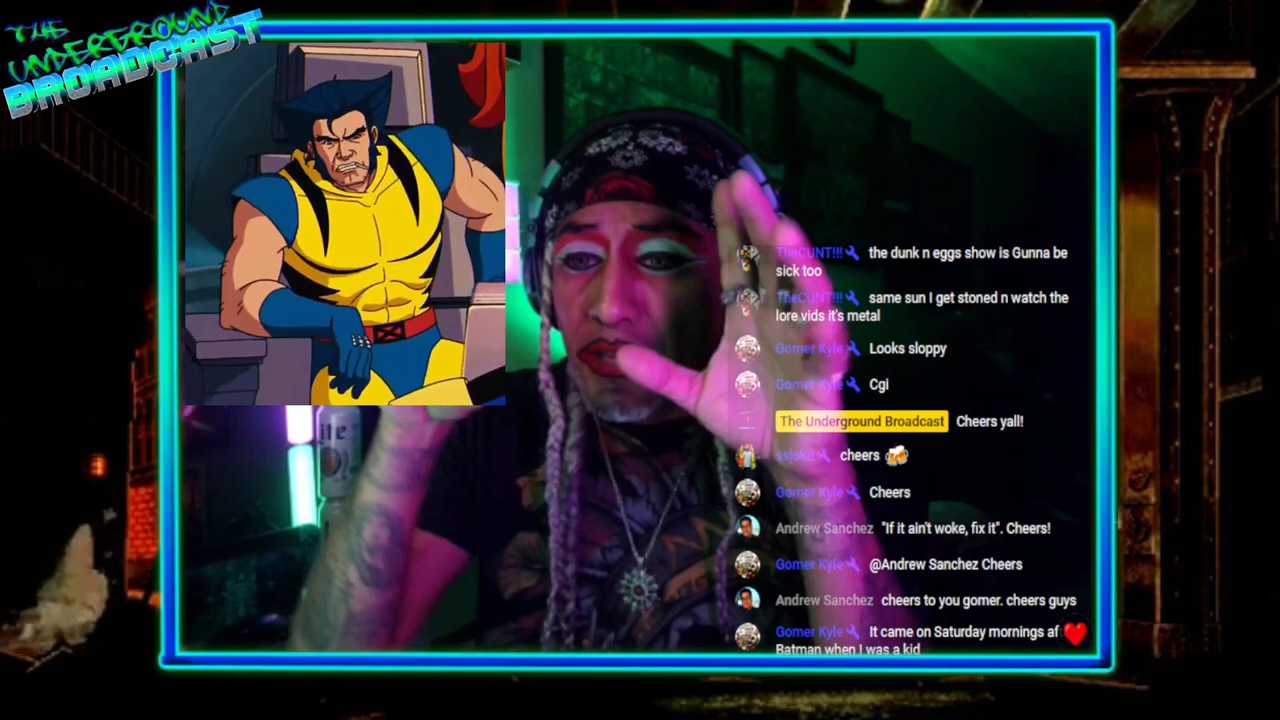 THE
UNDERGROUND
BROADCAST
TheCUNT!!! the dunk n eggs show is Gunna be
sick too
TheCUNT!!! same sun I get stoned n watch the
lore vids it's metal
Gomer Kyle Looks sloppy
Gomer Kyle Cgi
The Underground Broadcast Cheers yall!
cheers
Gomer Kyle Cheers
Andrew Sanchez "If it ain't woke, fix it". Cheers!
Gomer Kyle @Andrew Sanchez Cheers
Andrew Sanchez cheers to you gomer. cheers guys
Gomer Kyle It came on Saturday mornings af
Batman when I was a kid